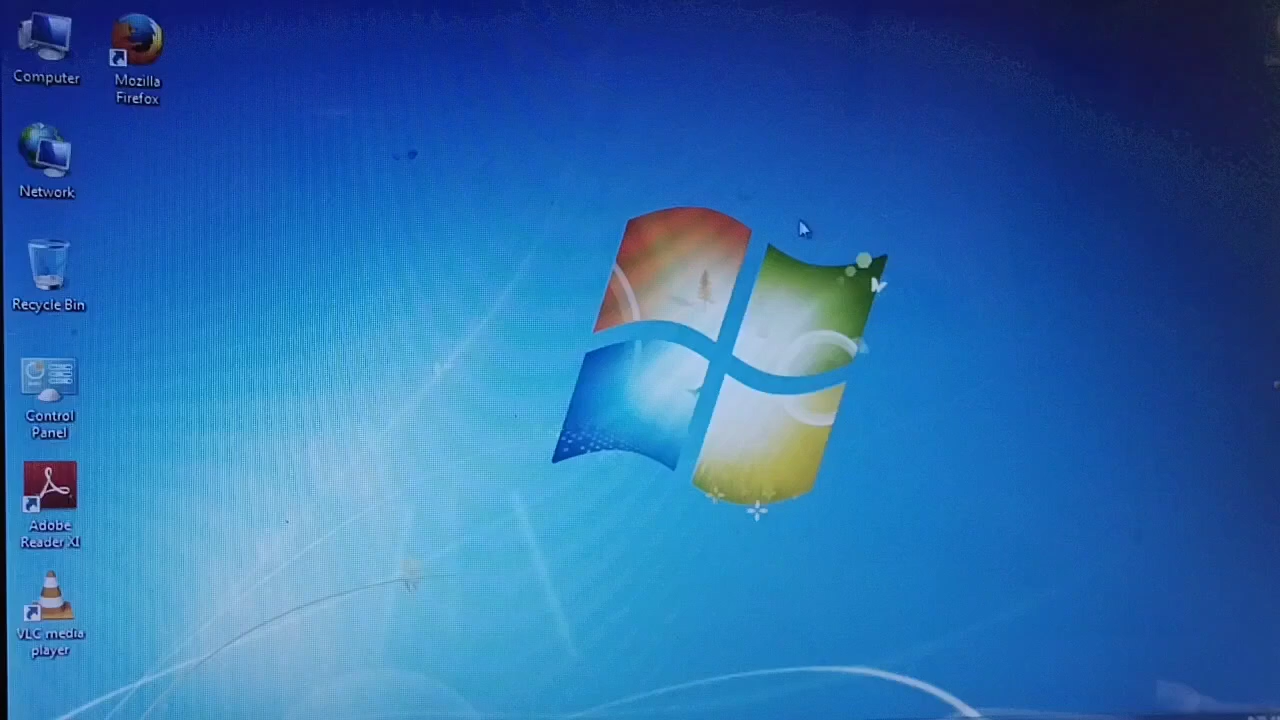 Computer
Mozilla
Firefox
Network
Recycle Bin
Control
Panel
Adobe
Reader XI
VLC media
player